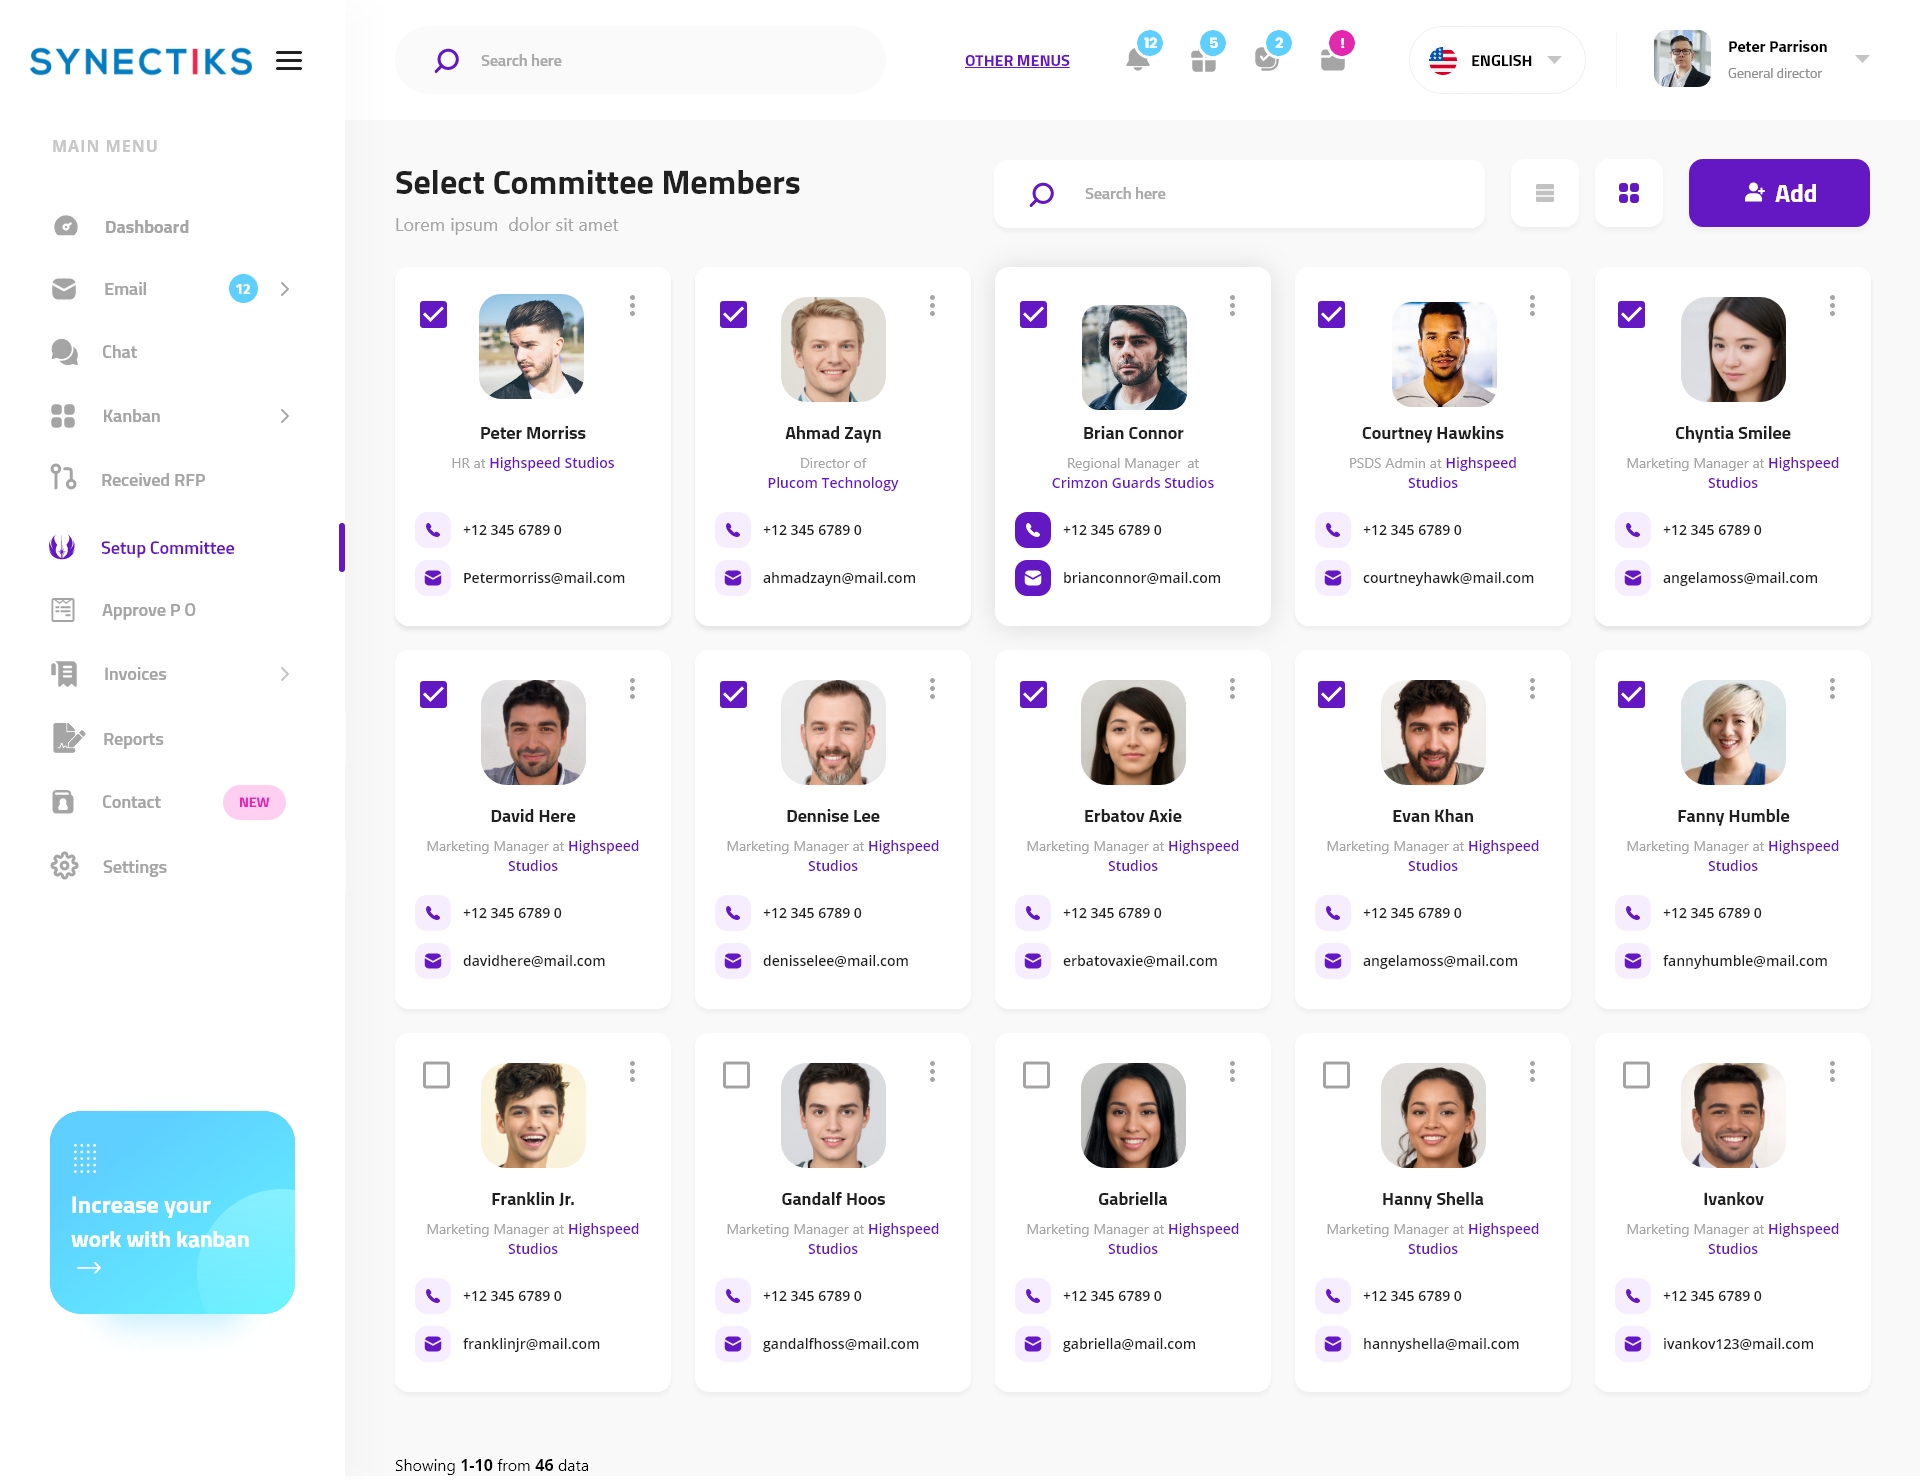 SYNECTIKS
Search here
OTHER MENUS
12
5
2
!
ENGLISH
Peter Parrison
General director
MAIN MENU
Dashboard
Email
12
Chat
Kanban
Received RFP
Setup Committee
Approve P O
Invoices
Reports
Contact
NEW
Settings
Increase your
work with kanban
Select Committee Members
Lorem ipsum  dolor sit amet
Search here
Add
Peter Morriss
HR at Highspeed Studios
+12 345 6789 0
Petermorriss@mail.com
Ahmad Zayn
Director of
Plucom Technology
+12 345 6789 0
ahmadzayn@mail.com
Brian Connor
Regional Manager  at
Crimzon Guards Studios
+12 345 6789 0
brianconnor@mail.com
Courtney Hawkins
PSDS Admin at Highspeed
Studios
+12 345 6789 0
courtneyhawk@mail.com
Chyntia Smilee
Marketing Manager at Highspeed
Studios
+12 345 6789 0
angelamoss@mail.com
David Here
Marketing Manager at Highspeed
Studios
+12 345 6789 0
davidhere@mail.com
Dennise Lee
Marketing Manager at Highspeed
Studios
+12 345 6789 0
denisselee@mail.com
Erbatov Axie
Marketing Manager at Highspeed
Studios
+12 345 6789 0
erbatovaxie@mail.com
Evan Khan
Marketing Manager at Highspeed
Studios
+12 345 6789 0
angelamoss@mail.com
Fanny Humble
Marketing Manager at Highspeed
Studios
+12 345 6789 0
fannyhumble@mail.com
Franklin Jr.
Marketing Manager at Highspeed
Studios
+12 345 6789 0
franklinjr@mail.com
Gandalf Hoos
Marketing Manager at Highspeed
Studios
+12 345 6789 0
gandalfhoss@mail.com
Gabriella
Marketing Manager at Highspeed
Studios
+12 345 6789 0
gabriella@mail.com
Hanny Shella
Marketing Manager at Highspeed
Studios
+12 345 6789 0
hannyshella@mail.com
Ivankov
Marketing Manager at Highspeed
Studios
+12 345 6789 0
ivankov123@mail.com
Showing 1-10 from 46 data